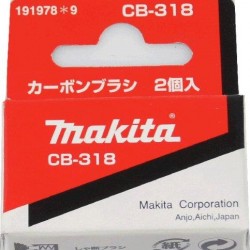 191978*9 CB-318
カーボンブラシ 2個入
makita®
CB-318
Makita Corporation
Anjo,Aichi,Japan
紙